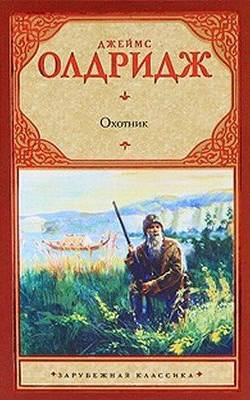 ДЖЕЙМС
ОЛДРИДЖ
Охотник
ЗАРУБЕЖНАЯ КЛАССИКА